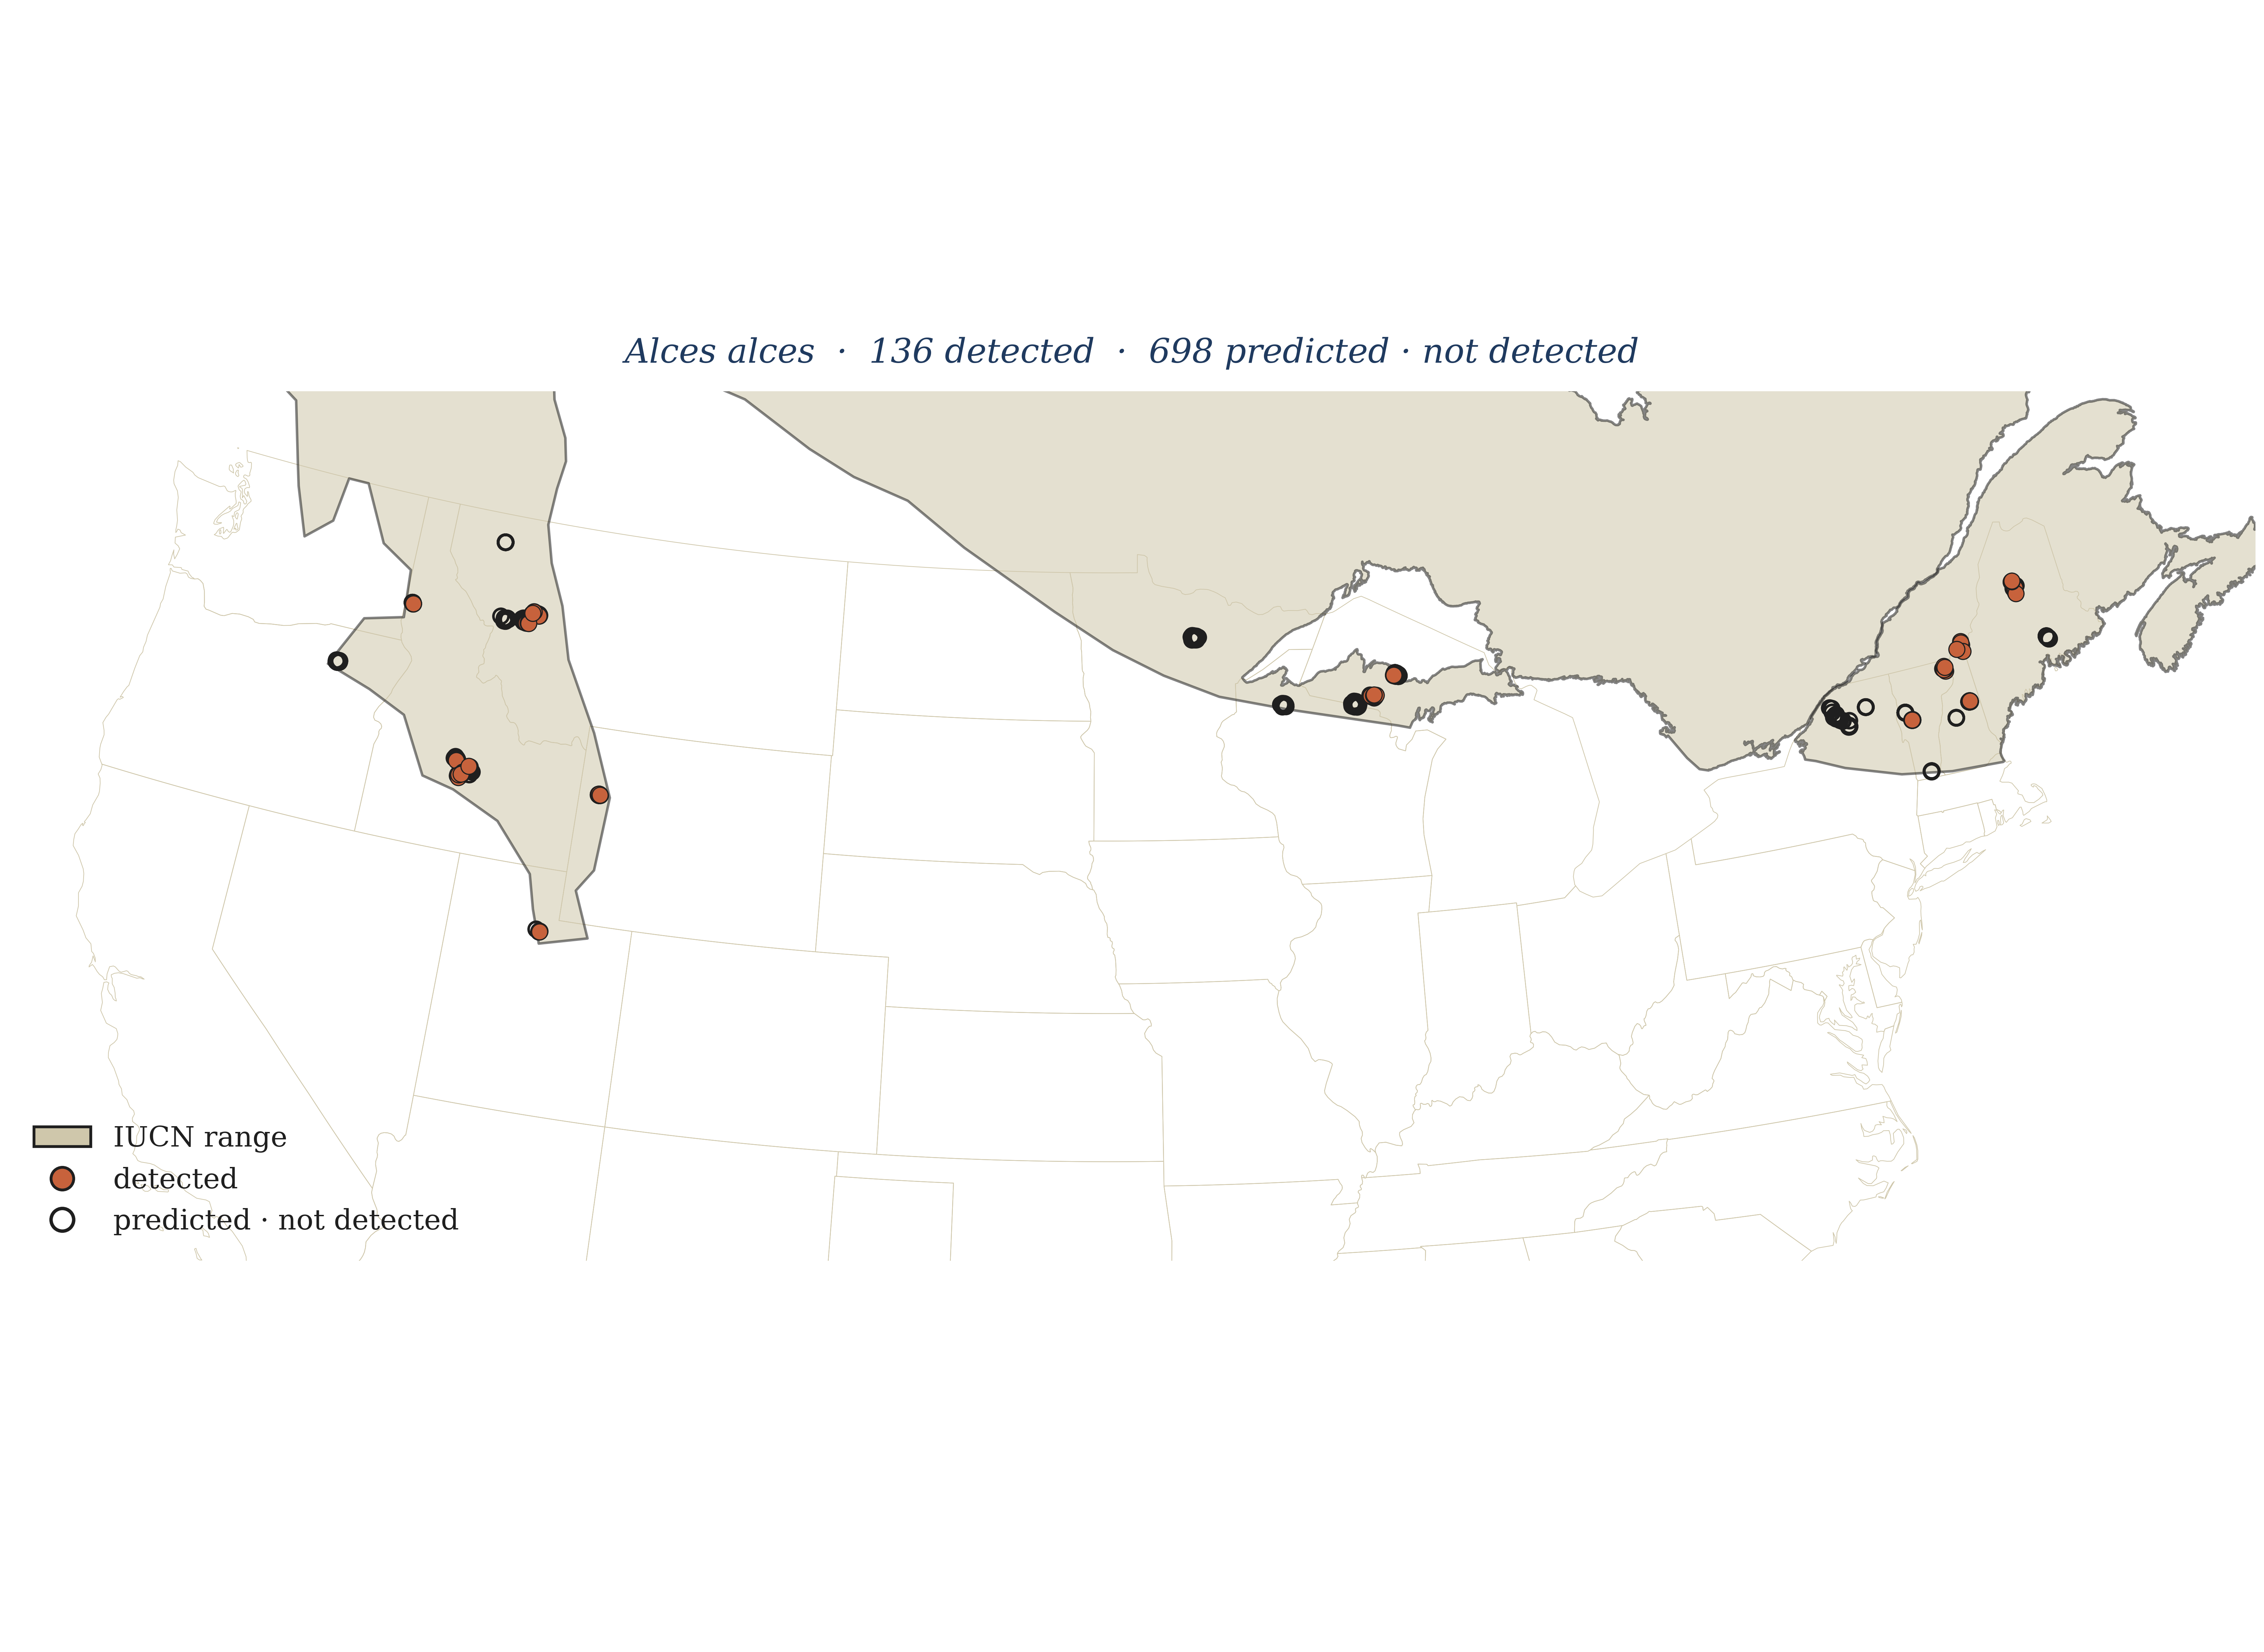 Alces alces · 136 detected · 698 predicted · not detected
IUCN range
detected
predicted · not detected